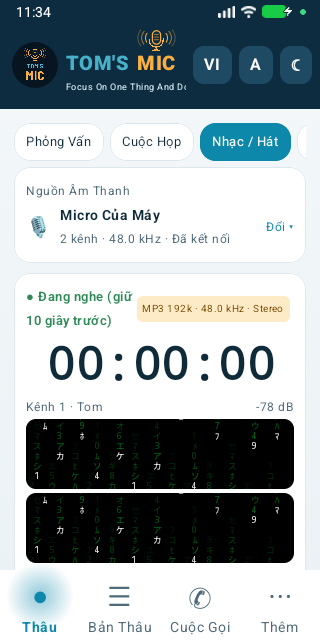 11:34
TOM'S MIC
TOM'S MIC
Focus On One Thing And Do
VI
A
Phỏng Vấn
Cuộc Họp
Nhạc / Hát
Nguồn Âm Thanh
Micro Của Máy
2 kênh · 48.0 kHz · Đã kết nối
Đổi
● Đang nghe (giữ
10 giây trước)
MP3 192k · 48.0 kHz · Stereo
00:00:00
Kênh 1 · Tom
-78 dB
Thâu
Bản Thâu
Cuộc Gọi
Thêm